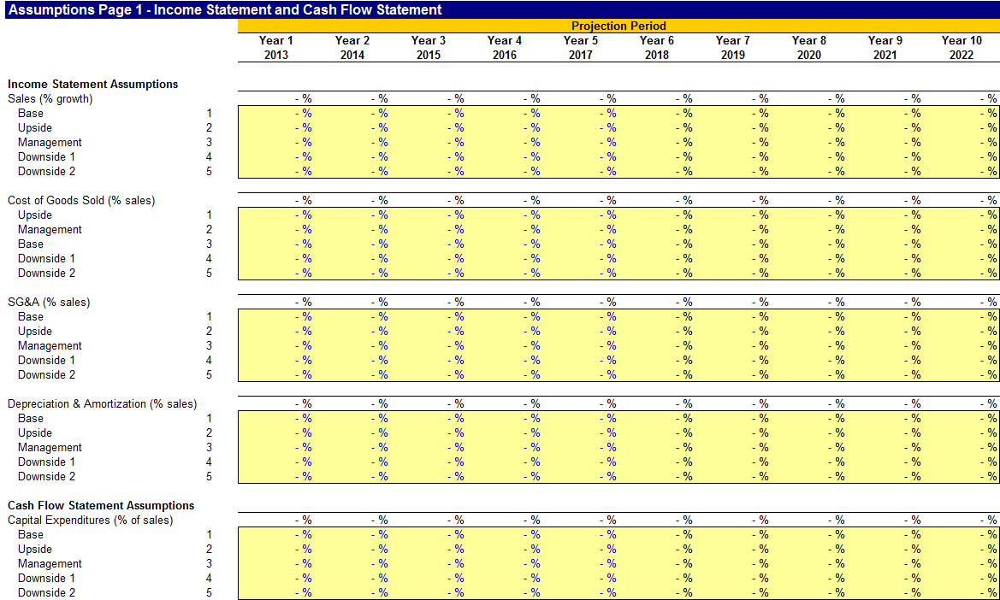 Assumptions Page 1 - Income Statement and Cash Flow Statement
Projection Period
Year 1 Year 2 Year 3 Year 4 Year 5 Year 6 Year 7 Year 8 Year 9 Year 10
2013 2014 2015 2016 2017 2018 2019 2020 2021 2022
Income Statement Assumptions
Sales (% growth) - % - % - % - % - % - % - % - % - % - %
Base 1 - % - % - % - % - % - % - % - % - % - %
Upside 2 - % - % - % - % - % - % - % - % - % - %
Management 3 - % - % - % - % - % - % - % - % - % - %
Downside 1 4 - % - % - % - % - % - % - % - % - % - %
Downside 2 5 - % - % - % - % - % - % - % - % - % - %
Cost of Goods Sold (% sales) - % - % - % - % - % - % - % - % - % - %
Upside 1 - % - % - % - % - % - % - % - % - % - %
Management 2 - % - % - % - % - % - % - % - % - % - %
Base 3 - % - % - % - % - % - % - % - % - % - %
Downside 1 4 - % - % - % - % - % - % - % - % - % - %
Downside 2 5 - % - % - % - % - % - % - % - % - % - %
SG&A (% sales) - % - % - % - % - % - % - % - % - % - %
Base 1 - % - % - % - % - % - % - % - % - % - %
Upside 2 - % - % - % - % - % - % - % - % - % - %
Management 3 - % - % - % - % - % - % - % - % - % - %
Downside 1 4 - % - % - % - % - % - % - % - % - % - %
Downside 2 5 - % - % - % - % - % - % - % - % - % - %
Depreciation & Amortization (% sales) - % - % - % - % - % - % - % - % - % - %
Base 1 - % - % - % - % - % - % - % - % - % - %
Upside 2 - % - % - % - % - % - % - % - % - % - %
Management 3 - % - % - % - % - % - % - % - % - % - %
Downside 1 4 - % - % - % - % - % - % - % - % - % - %
Downside 2 5 - % - % - % - % - % - % - % - % - % - %
Cash Flow Statement Assumptions
Capital Expenditures (% of sales) - % - % - % - % - % - % - % - % - % - %
Base 1 - % - % - % - % - % - % - % - % - % - %
Upside 2 - % - % - % - % - % - % - % - % - % - %
Management 3 - % - % - % - % - % - % - % - % - % - %
Downside 1 4 - % - % - % - % - % - % - % - % - % - %
Downside 2 5 - % - % - % - % - % - % - % - % - % - %